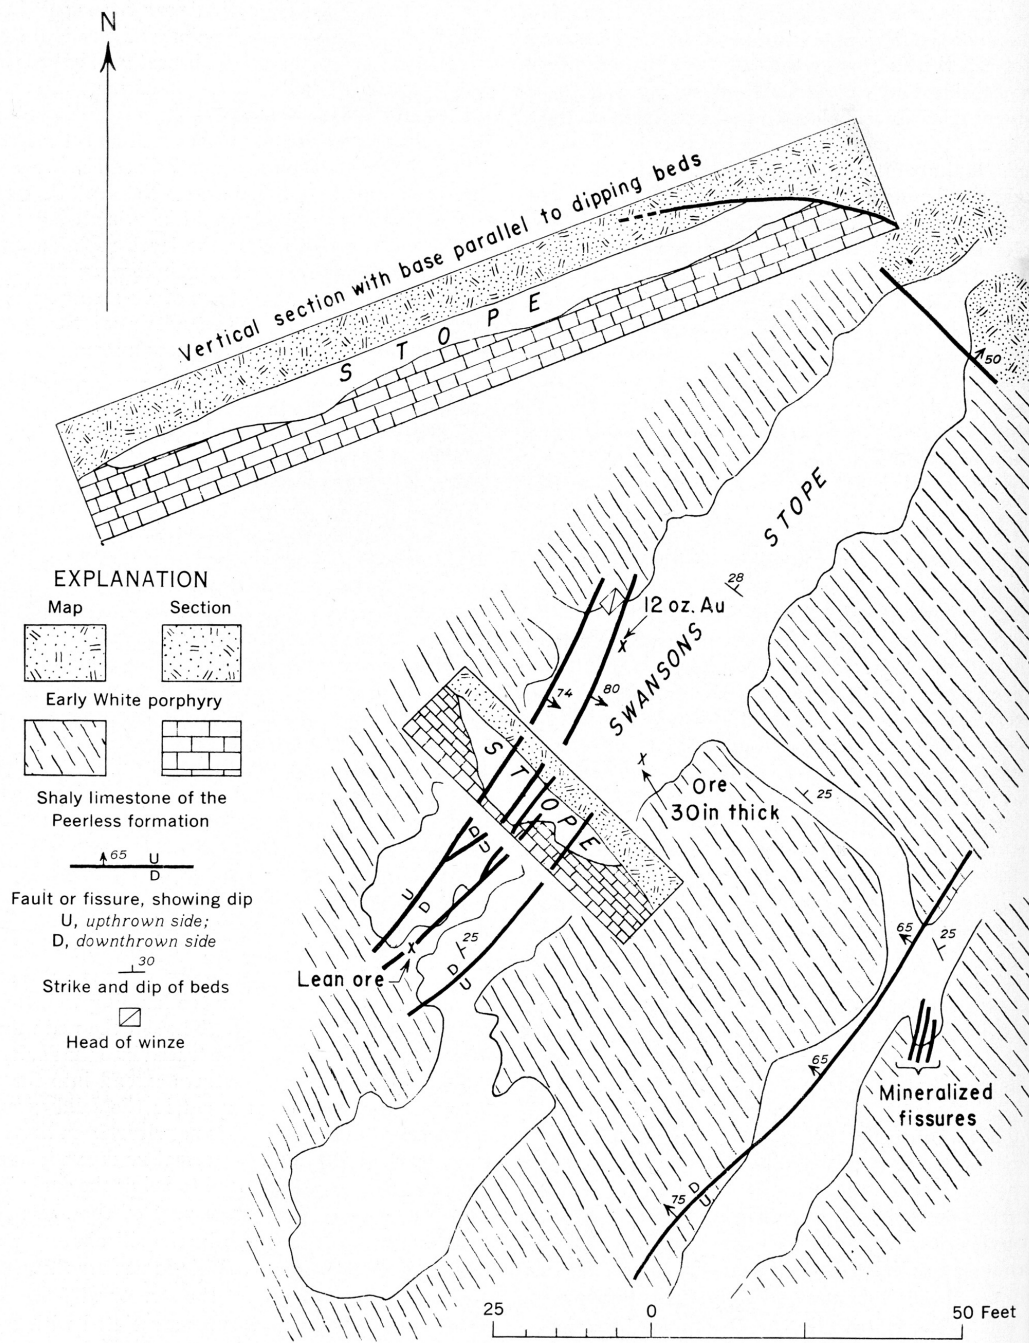 N
Vertical section with base parallel to dipping beds
STOPE
50
STOPE
28
12 oz. Au
SWANSONS
74
80
EXPLANATION
Map Section
Early White porphyry
Shaly limestone of the
Peerless formation
65 U
D
Fault or fissure, showing dip
U, upthrown side;
D, downthrown side
30
Strike and dip of beds
Head of winze
STOPE
Ore
30in thick
25
D
U
U
D
25
D
U
Lean ore
65
25
65
Mineralized
fissures
75 D
U
25 0 50 Feet